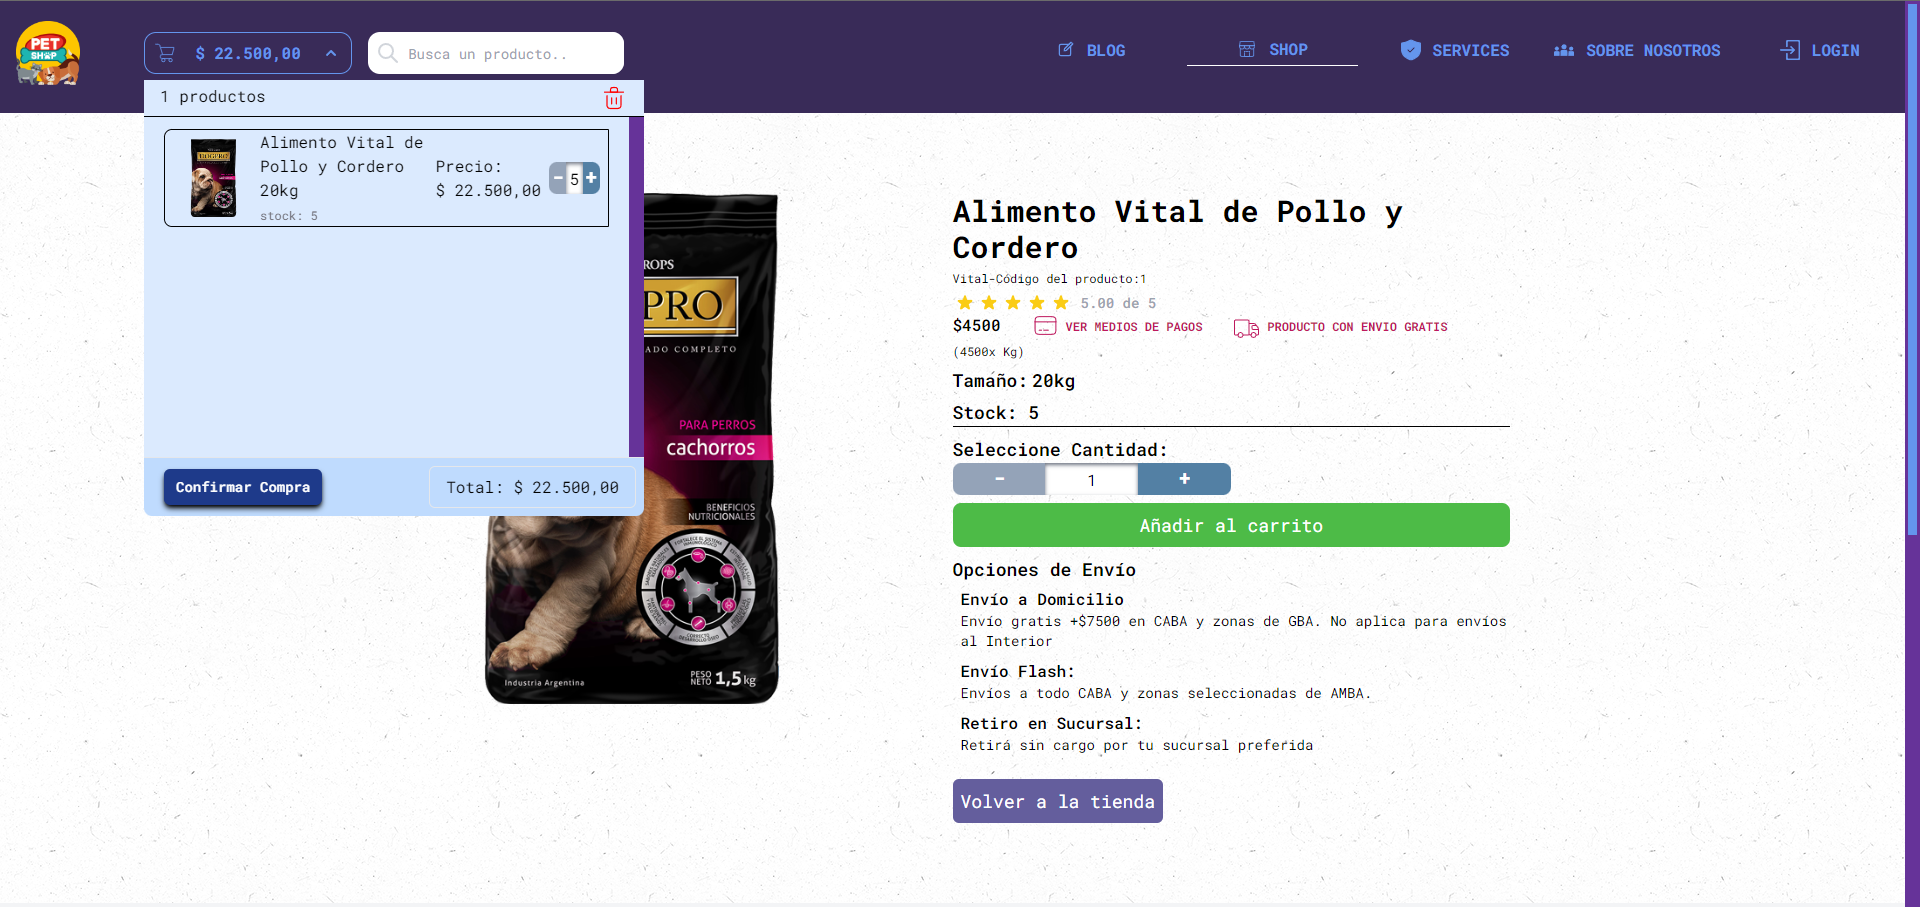 PET
SHOP
$ 22.500,00
Busca un producto..
BLOG
SHOP
SERVICES
SOBRE NOSOTROS
LOGIN
1 productos
Alimento Vital de
Pollo y Cordero
20kg
stock: 5
Precio:
$ 22.500,00
-
5
+
Confirmar Compra
Total: $ 22.500,00
ROPS
PRO
ADO COMPLETO
PARA PERROS
cachorros
BENEFICIOS
NUTRICIONALES
Industria Argentina
PESO
NETO 1,5kg
Alimento Vital de Pollo y
Cordero
Vital-Código del producto:1
5.00 de 5
$4500
VER MEDIOS DE PAGOS
PRODUCTO CON ENVIO GRATIS
(4500x Kg)
Tamaño: 20kg
Stock: 5
Seleccione Cantidad:
-
1
+
Añadir al carrito
Opciones de Envío
Envío a Domicilio
Envío gratis +$7500 en CABA y zonas de GBA. No aplica para envíos
al Interior
Envío Flash:
Envíos a todo CABA y zonas seleccionadas de AMBA.
Retiro en Sucursal:
Retirá sin cargo por tu sucursal preferida
Volver a la tienda